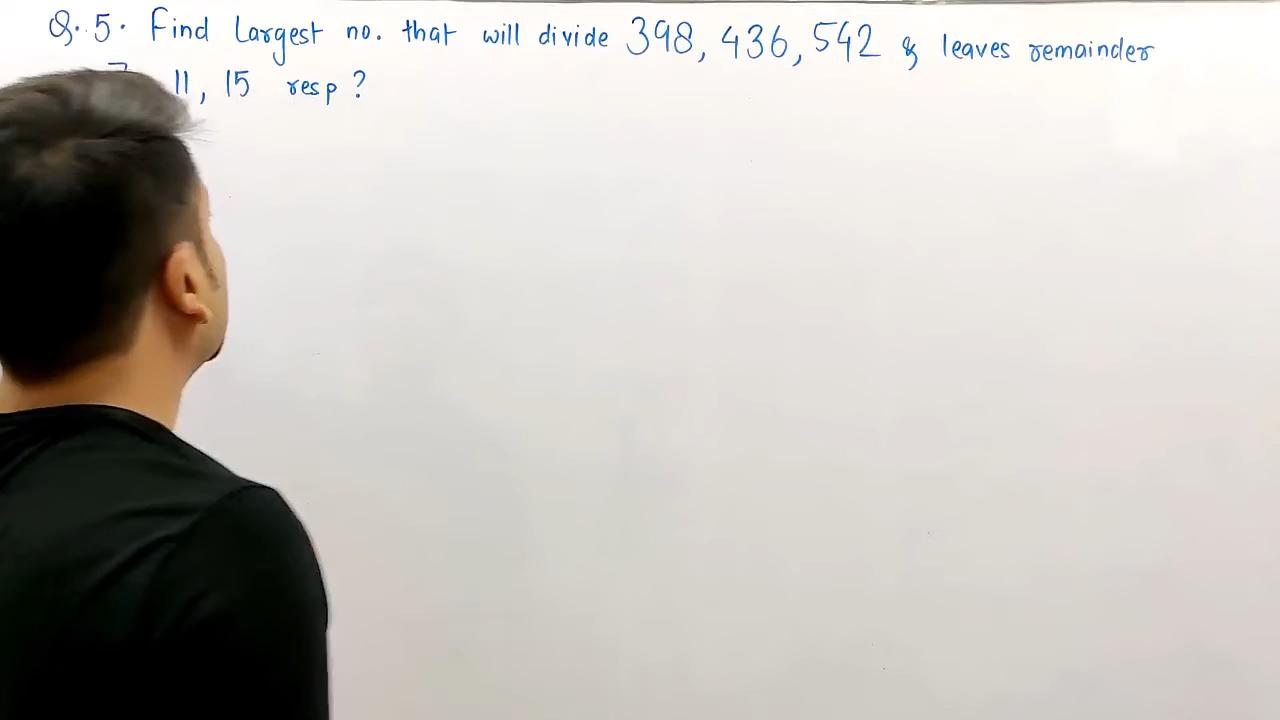 Q. 5. Find Largest no. that will divide 398, 436, 542 & leaves remainder
11, 15 resp ?